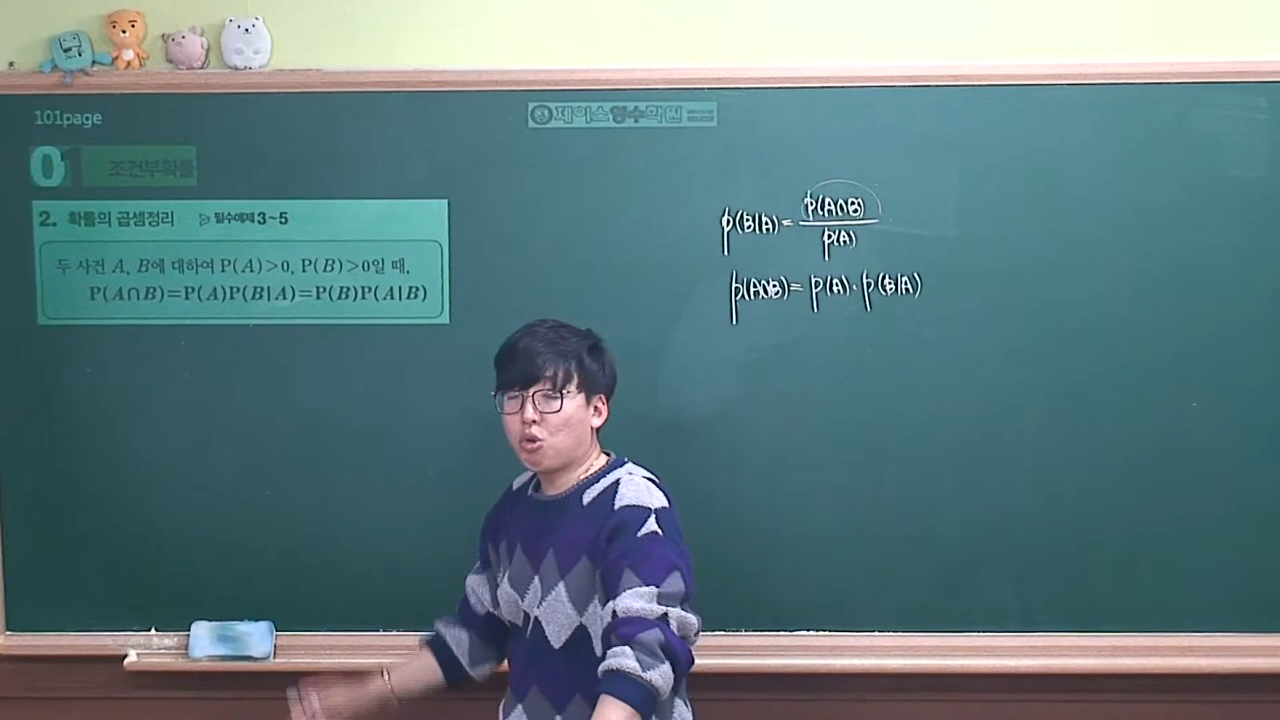 101page
제이스영수학원
01 조건부확률
2. 확률의 곱셈정리 ▷ 필수예제 3~5
두 사건 A, B에 대하여 P(A)>0, P(B)>0일 때,
P(A∩B)=P(A)P(B|A)=P(B)P(A|B)
P(B|A)= P(A∩B)
P(A)
P(A∩B)= P(A)·P(B|A)